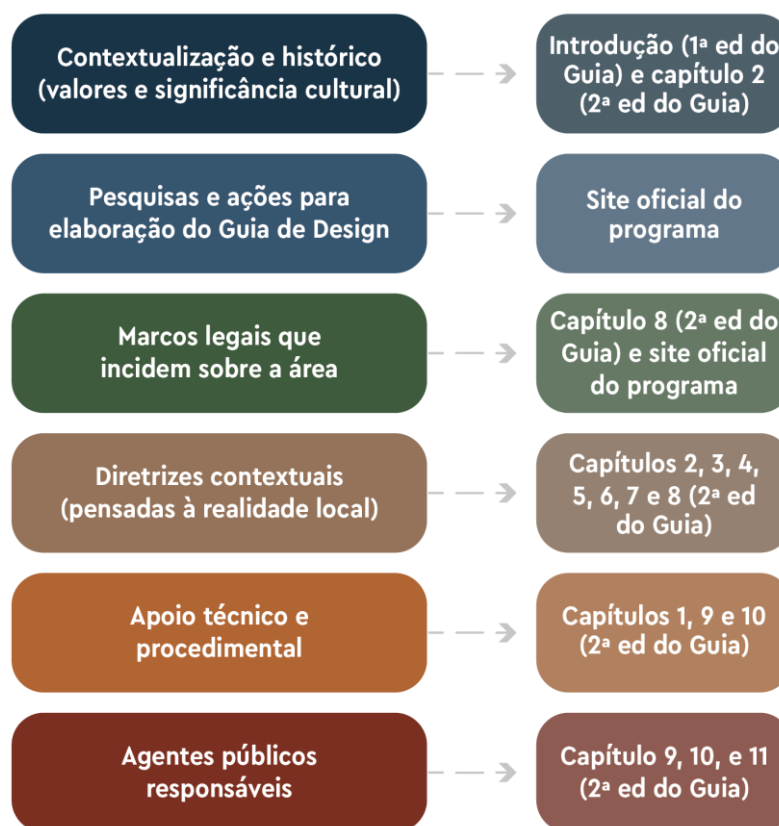 Contextualização e histórico
(valores e significância cultural)
Introdução (1ª ed do
Guia) e capítulo 2
(2ª ed do Guia)
Pesquisas e ações para
elaboração do Guia de Design
Site oficial do
programa
Marcos legais que
incidem sobre a área
Capítulo 8 (2ª ed do
Guia) e site oficial
do programa
Diretrizes contextuais
(pensadas à realidade local)
Capítulos 2, 3, 4,
5, 6, 7 e 8 (2ª ed
do Guia)
Apoio técnico e
procedimental
Capítulos 1, 9 e 10
(2ª ed do Guia)
Agentes públicos
responsáveis
Capítulo 9, 10, e 11
(2ª ed do Guia)